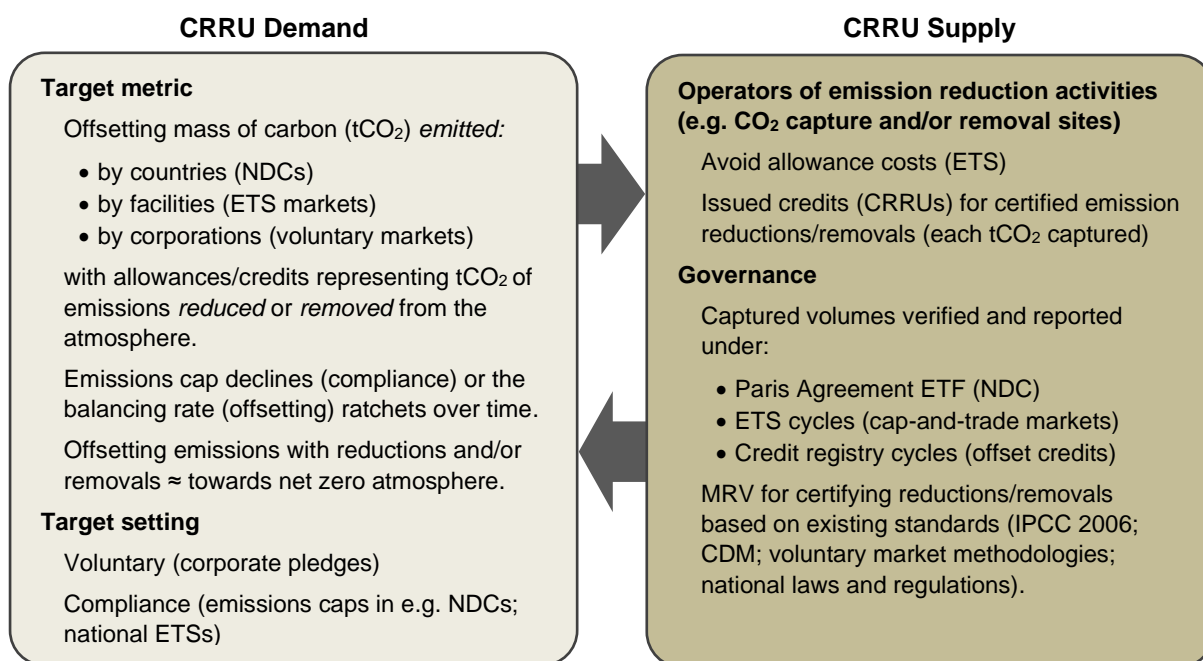 CRRU Demand
Target metric
Offsetting mass of carbon (tCO₂) emitted:
• by countries (NDCs)
• by facilities (ETS markets)
• by corporations (voluntary markets)
with allowances/credits representing tCO₂ of
emissions reduced or removed from the
atmosphere.
Emissions cap declines (compliance) or the
balancing rate (offsetting) ratchets over time.
Offsetting emissions with reductions and/or
removals ≈ towards net zero atmosphere.
Target setting
Voluntary (corporate pledges)
Compliance (emissions caps in e.g. NDCs;
national ETSs)
CRRU Supply
Operators of emission reduction activities
(e.g. CO₂ capture and/or removal sites)
Avoid allowance costs (ETS)
Issued credits (CRRUs) for certified emission
reductions/removals (each tCO₂ captured)
Governance
Captured volumes verified and reported
under:
• Paris Agreement ETF (NDC)
• ETS cycles (cap-and-trade markets)
• Credit registry cycles (offset credits)
MRV for certifying reductions/removals
based on existing standards (IPCC 2006;
CDM; voluntary market methodologies;
national laws and regulations).